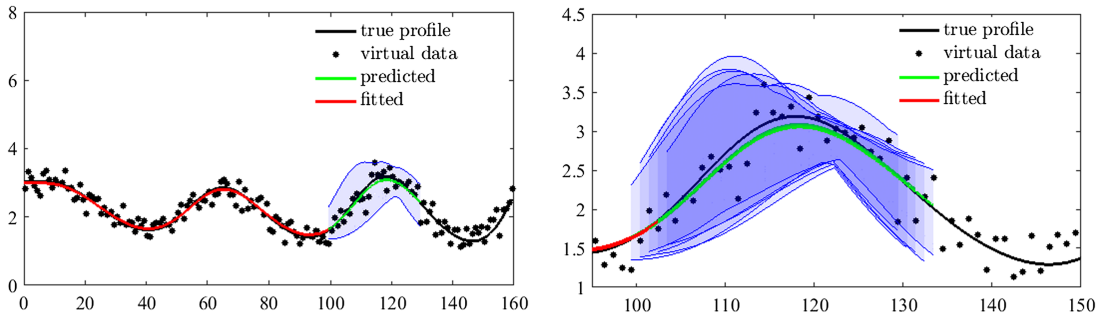 8
6
4
2
0
0 20 40 60 80 100 120 140 160
true profile
virtual data
predicted
fitted
4.5
4
3.5
3
2.5
2
1.5
1
100 110 120 130 140 150
true profile
virtual data
predicted
fitted